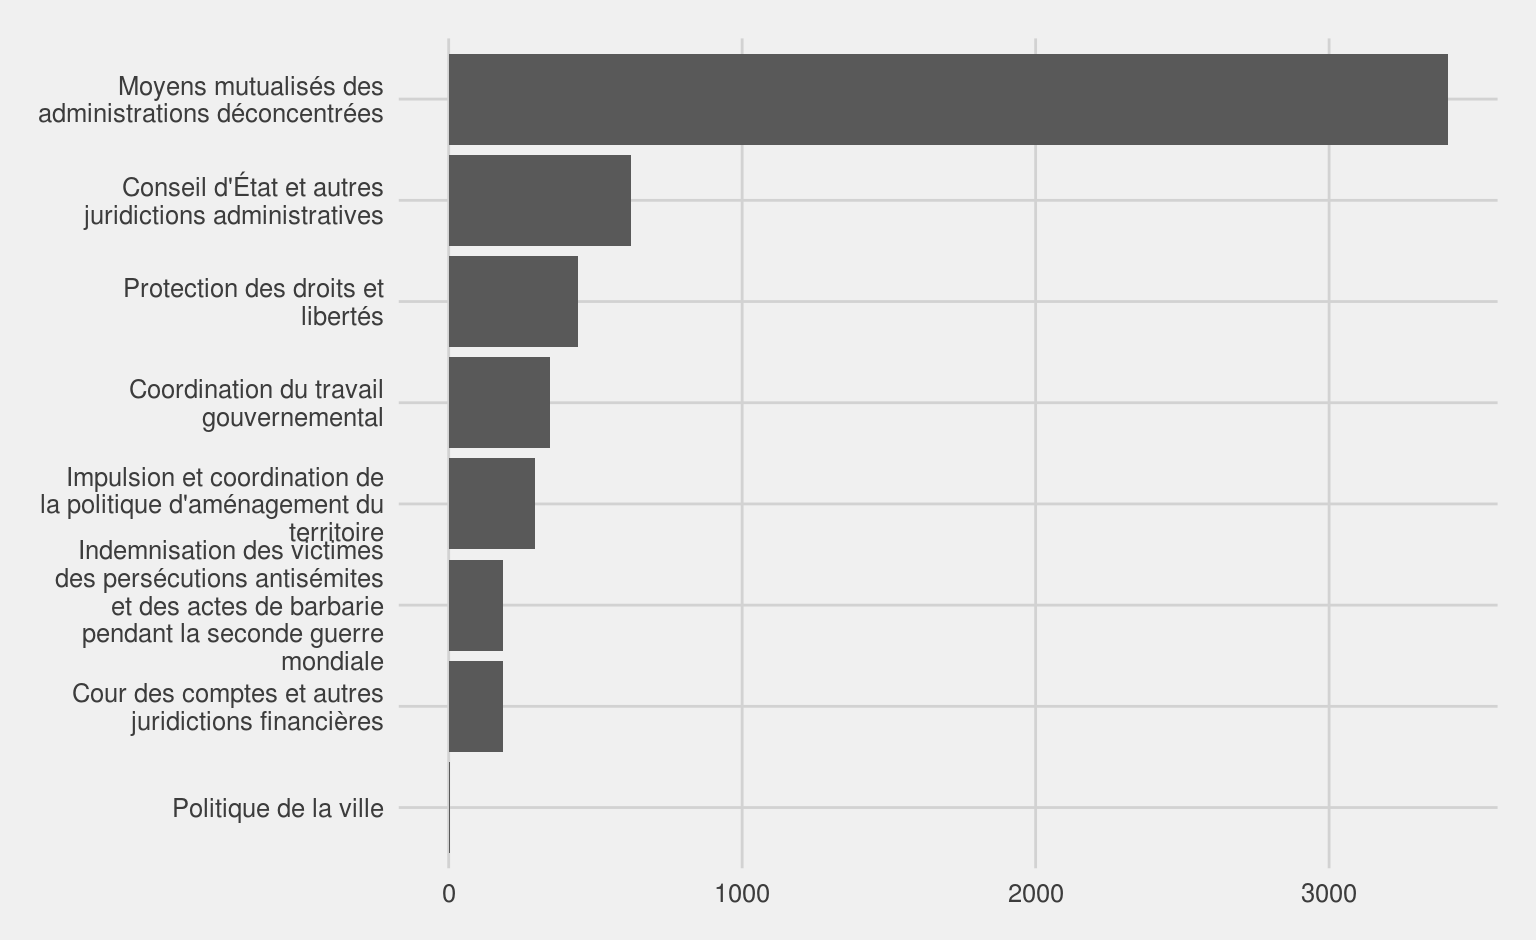 Moyens mutualisés des
administrations déconcentrées
Conseil d'État et autres
juridictions administratives
Protection des droits et
libertés
Coordination du travail
gouvernemental
Impulsion et coordination de
la politique d'aménagement du
territoire
Indemnisation des victimes
des persécutions antisémites
et des actes de barbarie
pendant la seconde guerre
mondiale
Cour des comptes et autres
juridictions financières
Politique de la ville
0 1000 2000 3000